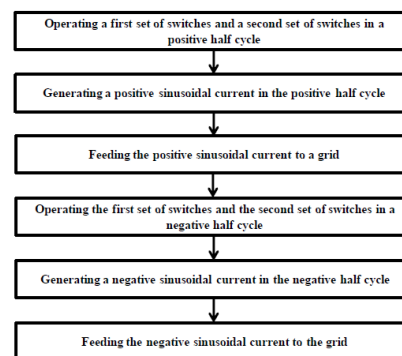 Operating a first set of switches and a second set of switches in a
positive half cycle
Generating a positive sinusoidal current in the positive half cycle
Feeding the positive sinusoidal current to a grid
Operating the first set of switches and the second set of switches in a
negative half cycle
Generating a negative sinusoidal current in the negative half cycle
Feeding the negative sinusoidal current to the grid